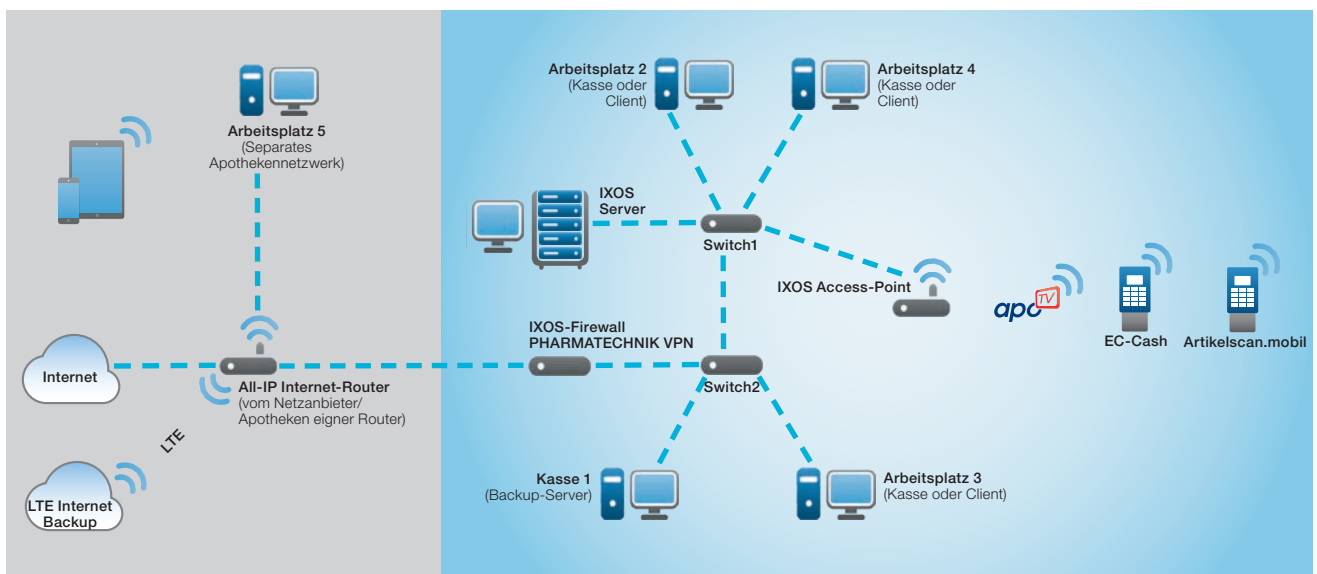 Arbeitsplatz 5
(Separates
Apothekennetzwerk)
Internet
All-IP Internet-Router
(vom Netzanbieter/
Apotheken eigner Router)
LTE
LTE Internet
Backup
Arbeitsplatz 2
(Kasse oder
Client)
Arbeitsplatz 4
(Kasse oder
Client)
IXOS
Server
Switch1
IXOS Access-Point
apo TV
EC-Cash
Artikelscan.mobil
IXOS-Firewall
PHARMATECHNIK VPN
Switch2
Kasse 1
(Backup-Server)
Arbeitsplatz 3
(Kasse oder Client)